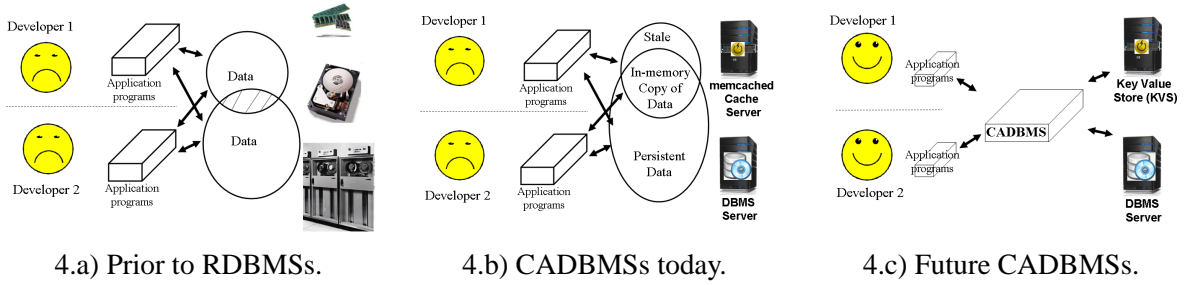 Developer 1
Application
programs
Data
Developer 2
Application
programs
Data
4.a) Prior to RDBMSs.
Developer 1
Application
programs
Stale
In-memory
Copy of
Data
memcached
Cache
Server
Developer 2
Application
programs
Persistent
Data
DBMS
Server
4.b) CADBMSs today.
Developer 1
Application
programs
CADBMS
Key Value
Store (KVS)
Developer 2
Application
programs
DBMS
Server
4.c) Future CADBMSs.